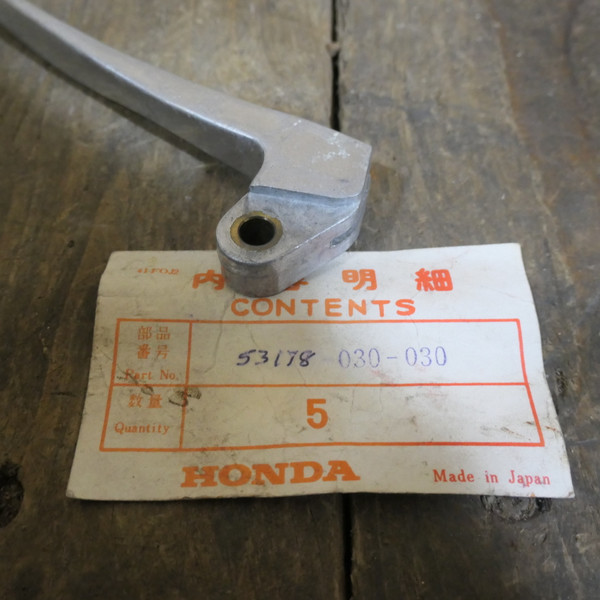 内 明細
CONTENTS
部品
番号
Part No.
53178 030-030
数量
Quantity
5
HONDA
Made in Japan